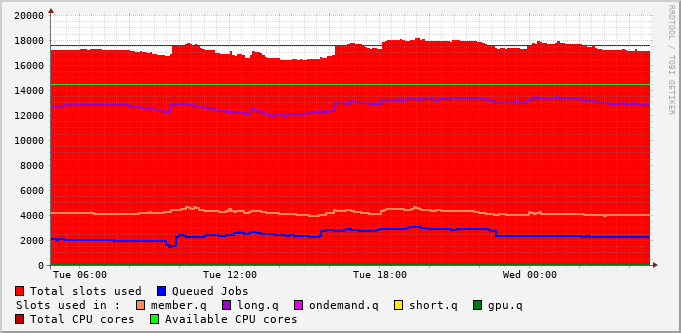 20000
18000
16000
14000
12000
10000
8000
6000
4000
2000
0
Tue 06:00 Tue 12:00 Tue 18:00 Wed 00:00
RRDTOOL / TOBI OETIKER
Total slots used Queued Jobs
Slots used in : member.q long.q ondemand.q short.q gpu.q
Total CPU cores Available CPU cores